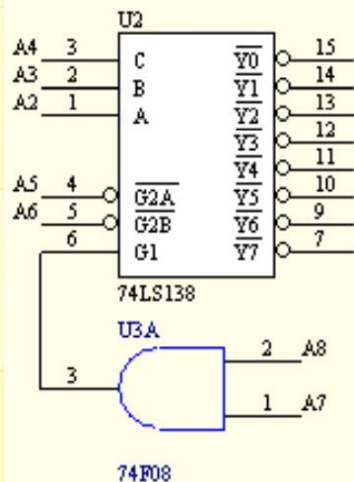 U2
A4 3 C Y0 15
A3 2 B Y1 14
A2 1 A Y2 13
Y3 12
Y4 11
A5 4 G2A Y5 10
A6 5 G2B Y6 9
6 G1 Y7 7
74LS138
U3A
2 A8
3
1 A7
74F08